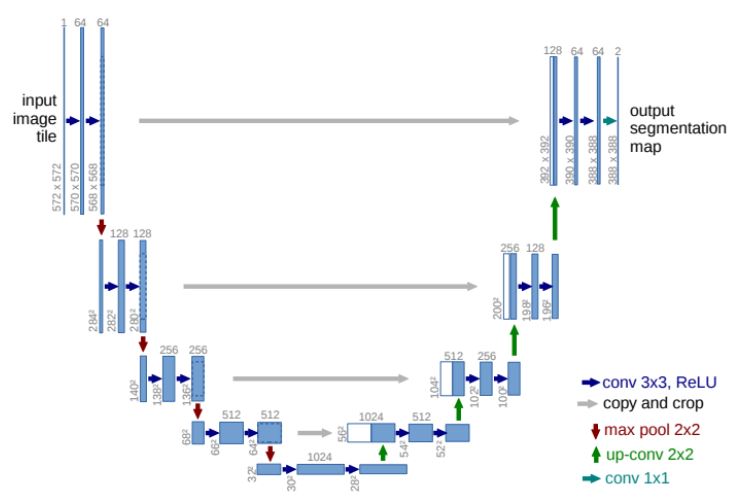 1 64 64
input
image
tile
572 x 572
570 x 570
568 x 568
128 64 64 2
output
segmentation
map
392 x 392
390 x 390
388 x 388
388 x 388
128 128
284²
282²
280²
256 128
200²
198²
196²
256 256
140²
138²
136²
512 256
104²
102²
100²
512 512
68²
66²
64²
1024 512
56²
54²
52²
1024
32²
30²
28²
conv 3x3, ReLU
copy and crop
max pool 2x2
up-conv 2x2
conv 1x1